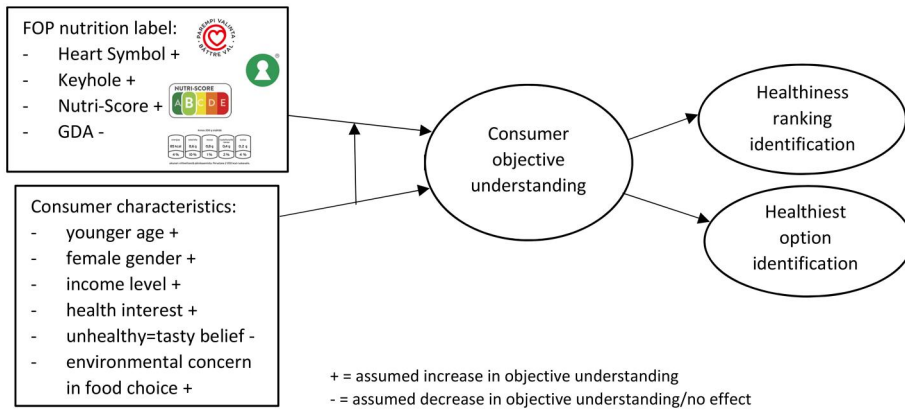 FOP nutrition label:
- Heart Symbol +
- Keyhole +
- Nutri-Score +
- GDA -
PAREMPI VALINTA
BÄTTRE VAL
®
NUTRI-SCORE
A B C D E
Consumer characteristics:
- younger age +
- female gender +
- income level +
- health interest +
- unhealthy=tasty belief -
- environmental concern
in food choice +
Consumer
objective
understanding
Healthiness
ranking
identification
Healthiest
option
identification
+ = assumed increase in objective understanding
- = assumed decrease in objective understanding/no effect